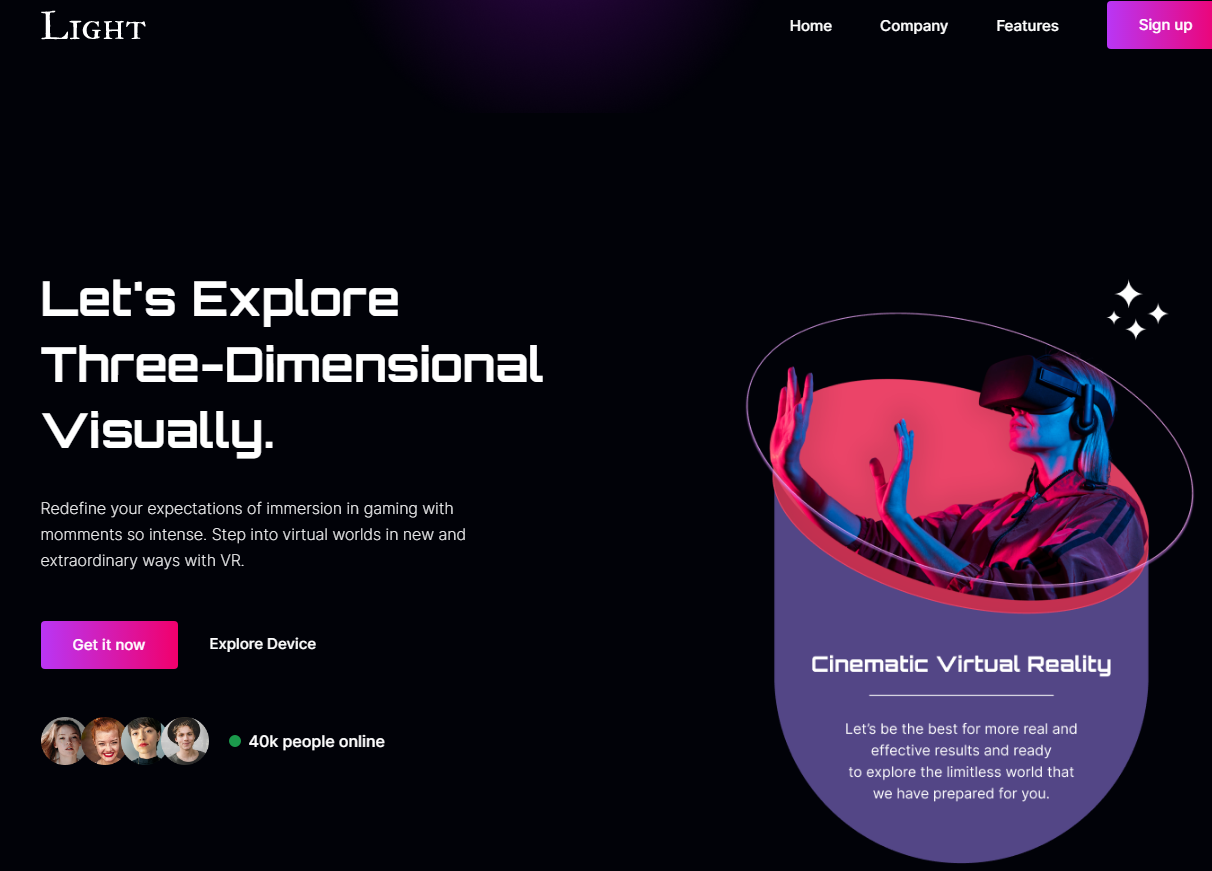 Light
Home
Company
Features
Sign up
Let's Explore
Three-Dimensional
Visually.
Redefine your expectations of immersion in gaming with
momments so intense. Step into virtual worlds in new and
extraordinary ways with VR.
Get it now
Explore Device
40k people online
Cinematic Virtual Reality
Let's be the best for more real and
effective results and ready
to explore the limitless world that
we have prepared for you.